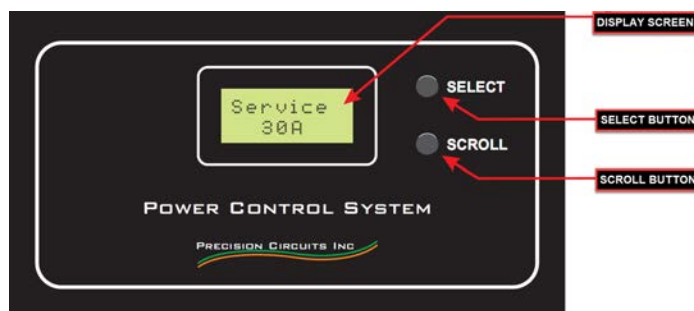 DISPLAY SCREEN
Service
30A
SELECT
SELECT BUTTON
SCROLL
SCROLL BUTTON
POWER CONTROL SYSTEM
PRECISION CIRCUITS INC